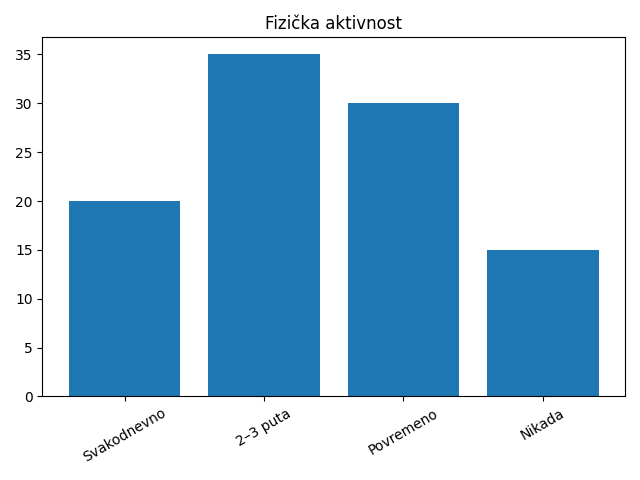 Fizička aktivnost
35
30
25
20
15
10
5
0
Svakodnevno
2–3 puta
Povremeno
Nikada